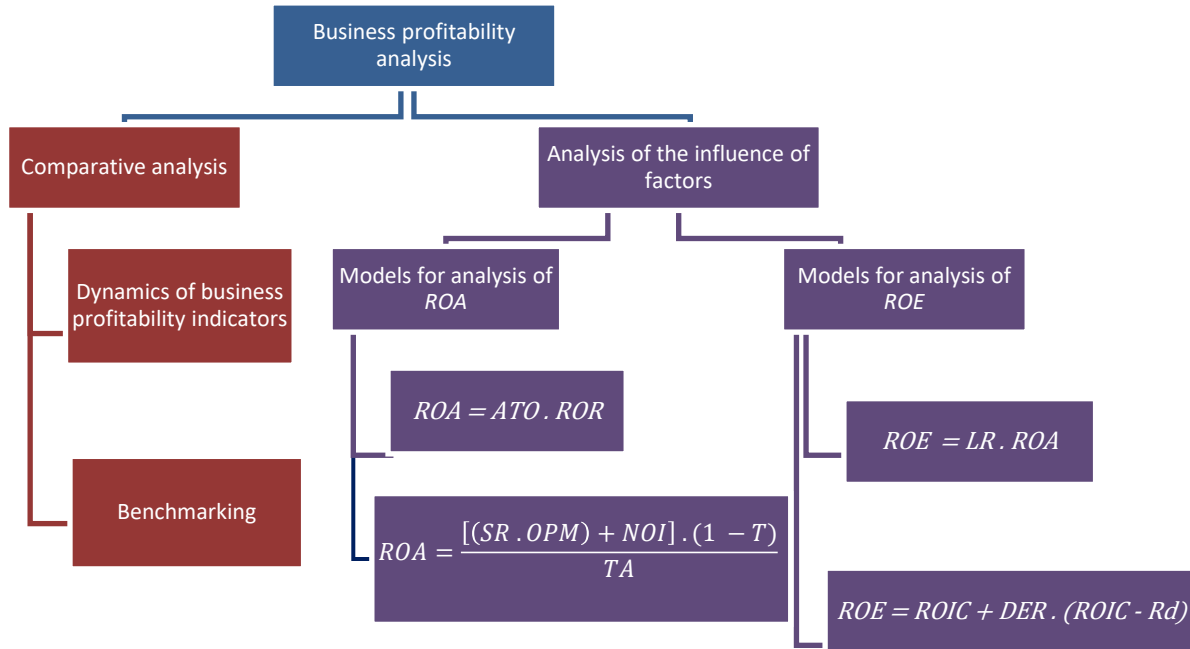 Business profitability
analysis
Comparative analysis
Dynamics of business
profitability indicators
Benchmarking
Analysis of the influence of
factors
Models for analysis of
ROA
ROA = ATO . ROR
ROA = [(SR . OPM) + NOI] . (1 − T)
TA
Models for analysis of
ROE
ROE = LR . ROA
ROE = ROIC + DER . (ROIC - Rd)